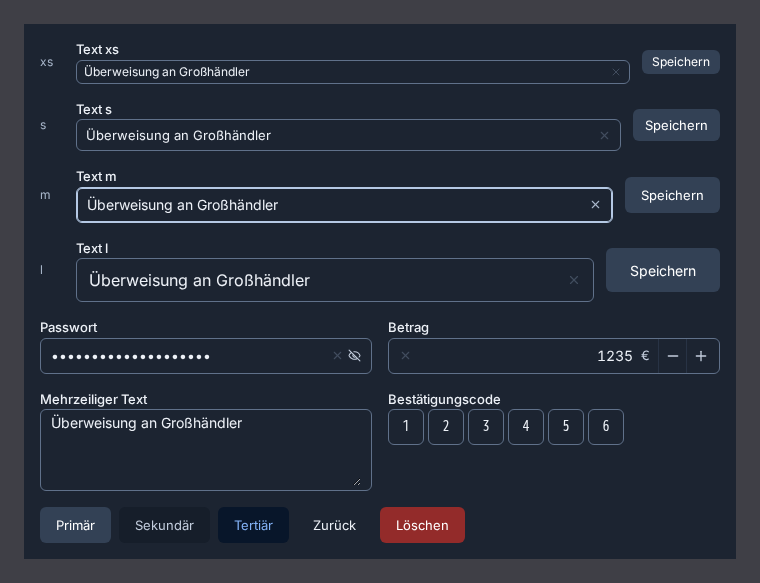 Text xs
xs
Überweisung an Großhändler
Speichern
Text s
s
Überweisung an Großhändler
Speichern
Text m
m
Überweisung an Großhändler
Speichern
Text l
l
Überweisung an Großhändler
Speichern
Passwort
Betrag
1235 €
Mehrzeiliger Text
Bestätigungscode
Überweisung an Großhändler
1 2 3 4 5 6
Primär Sekundär Tertiär Zurück Löschen